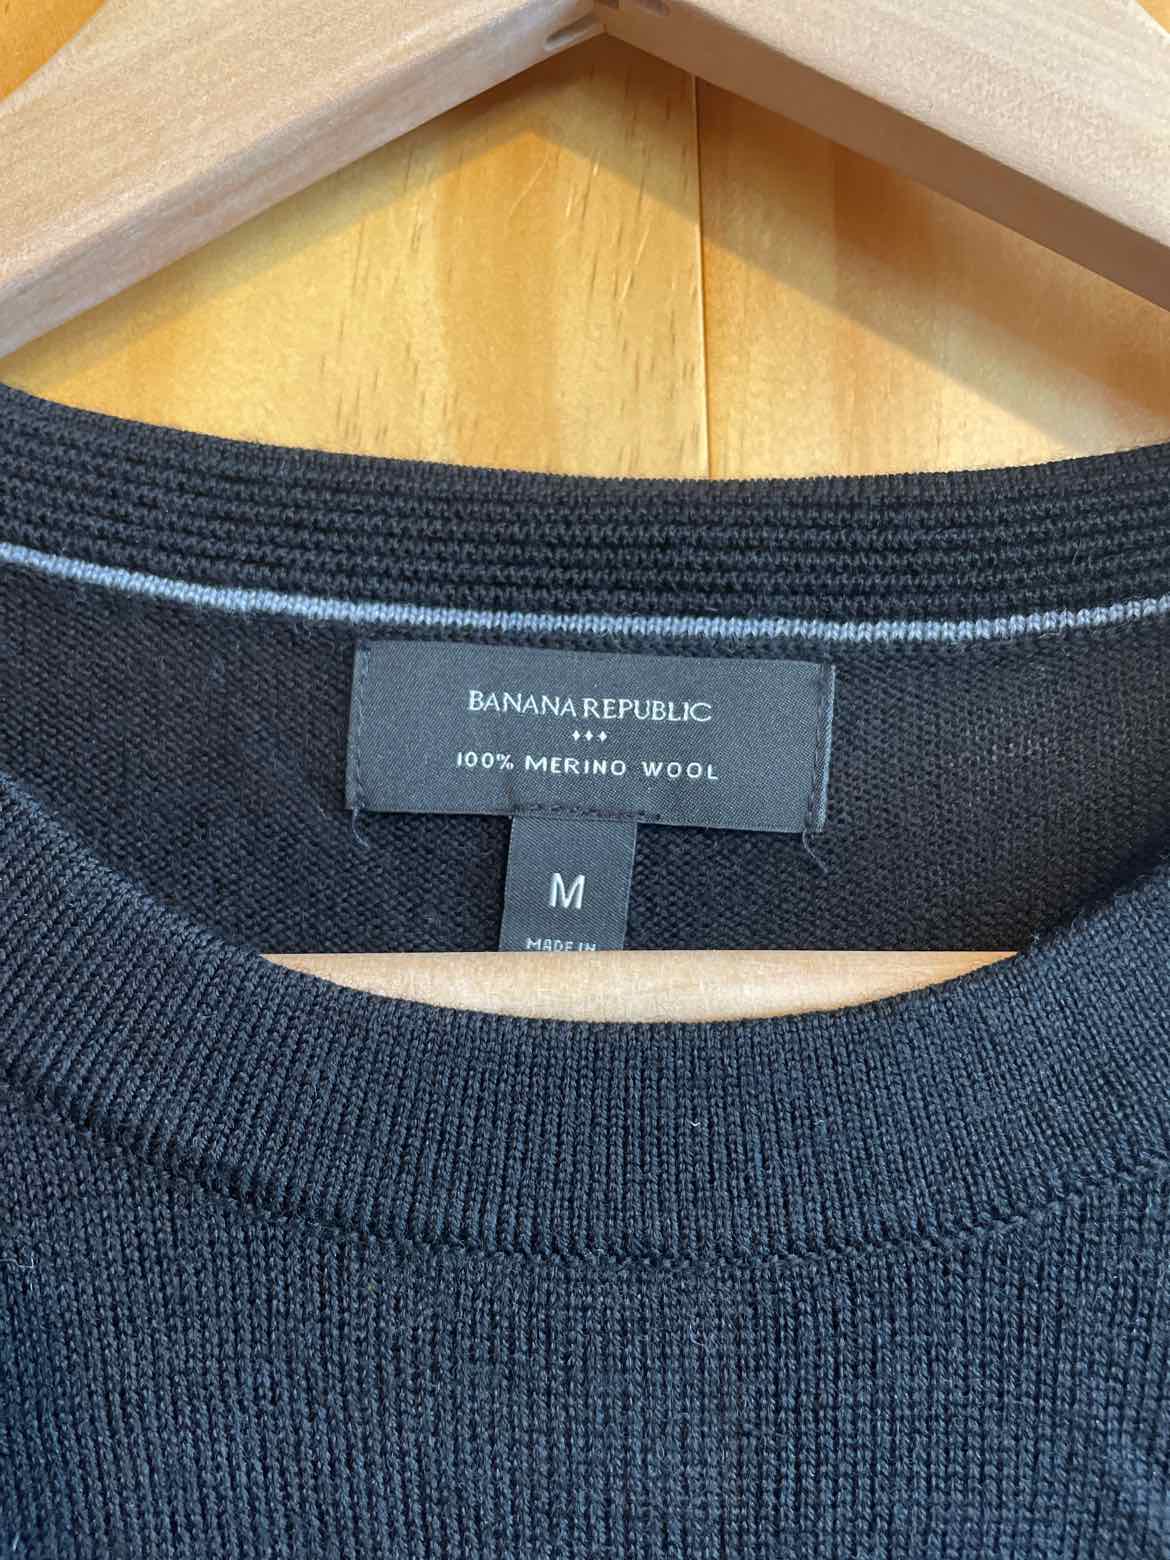 BANANA REPUBLIC
100% MERINO WOOL
M
MADE IN